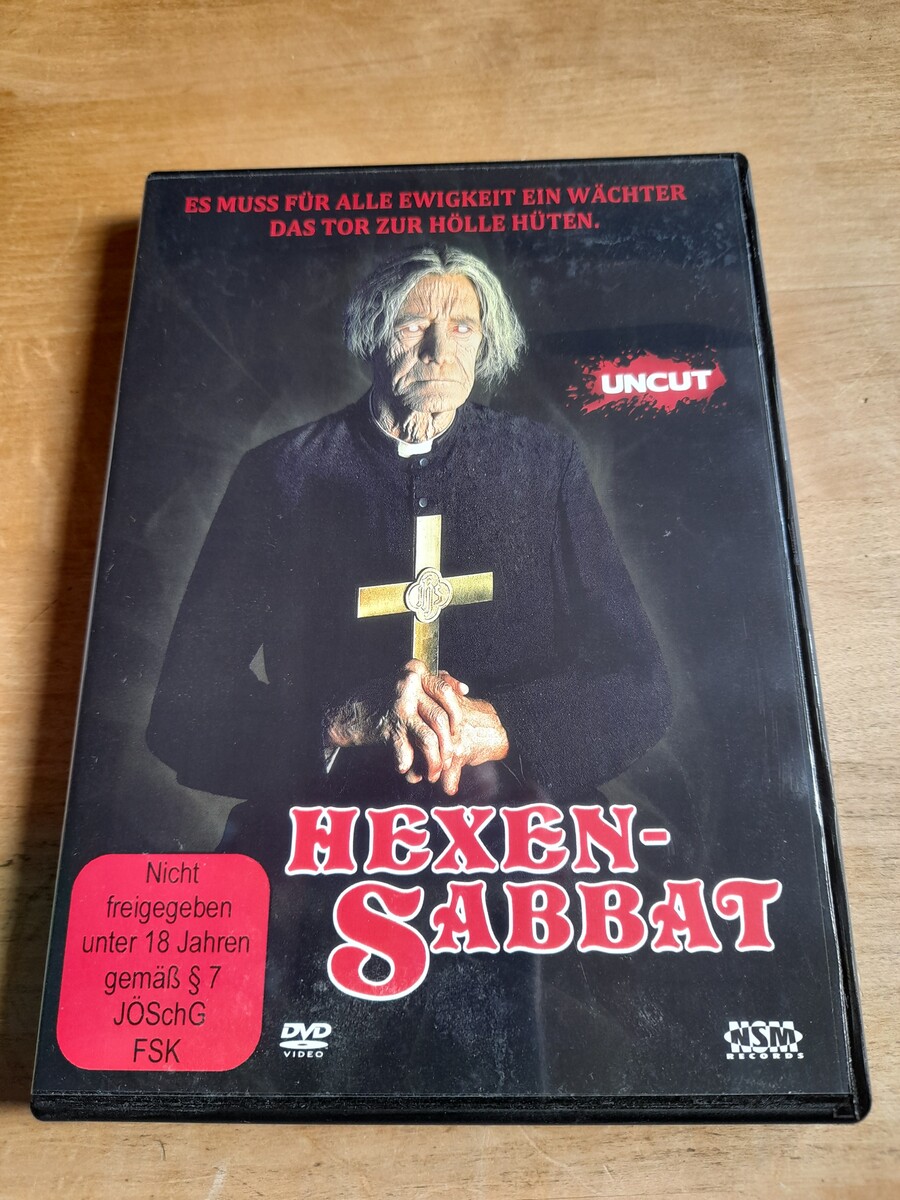 ES MUSS FÜR ALLE EWIGKEIT EIN WÄCHTER
DAS TOR ZUR HÖLLE HÜTEN.
UNCUT
HEXEN-
SABBAT
Nicht
freigegeben
unter 18 Jahren
gemäß § 7
JÖSchG
FSK
DVD
VIDEO
NSM
RECORDS